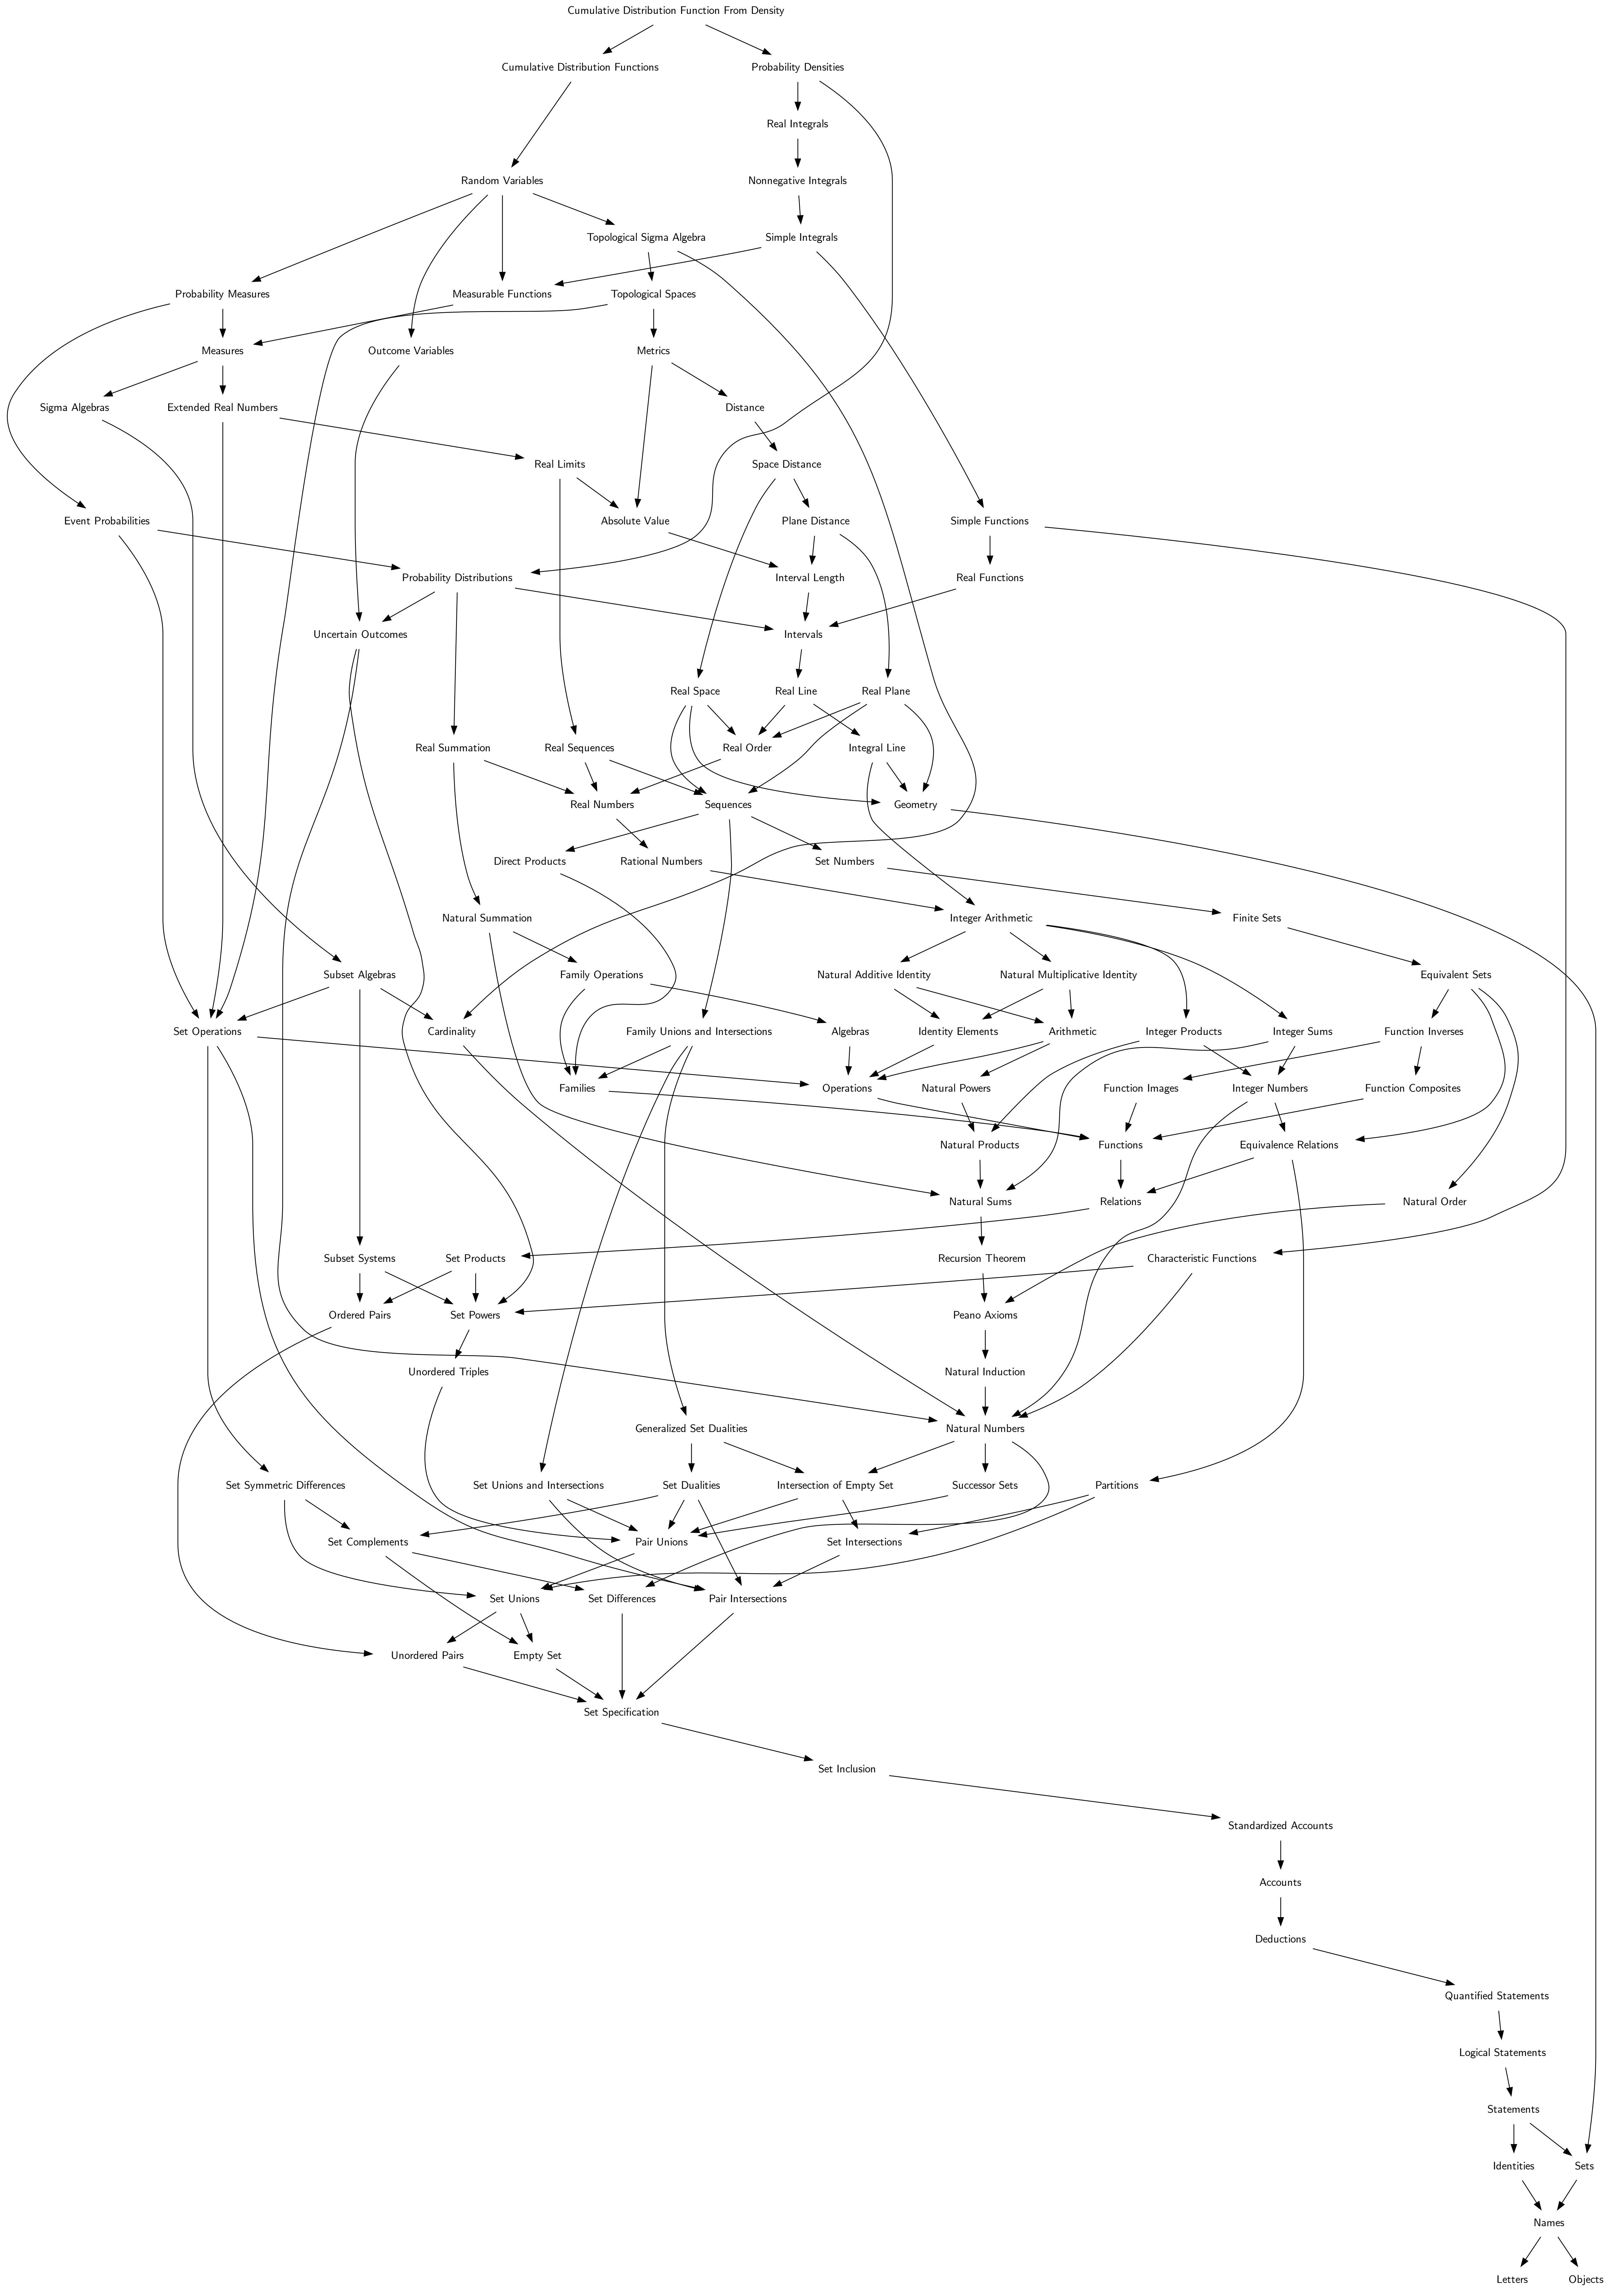 Cumulative Distribution Function From Density
Cumulative Distribution Functions
Probability Densities
Real Integrals
Random Variables
Nonnegative Integrals
Topological Sigma Algebra
Simple Integrals
Probability Measures
Measurable Functions
Topological Spaces
Measures
Outcome Variables
Metrics
Sigma Algebras
Extended Real Numbers
Distance
Real Limits
Space Distance
Event Probabilities
Absolute Value
Plane Distance
Simple Functions
Probability Distributions
Interval Length
Real Functions
Uncertain Outcomes
Intervals
Real Space
Real Line
Real Plane
Real Summation
Real Sequences
Real Order
Integral Line
Real Numbers
Sequences
Geometry
Direct Products
Rational Numbers
Set Numbers
Natural Summation
Integer Arithmetic
Finite Sets
Subset Algebras
Family Operations
Natural Additive Identity
Natural Multiplicative Identity
Equivalent Sets
Set Operations
Cardinality
Family Unions and Intersections
Algebras
Identity Elements
Arithmetic
Integer Products
Integer Sums
Function Inverses
Families
Operations
Natural Powers
Function Images
Integer Numbers
Function Composites
Natural Products
Functions
Equivalence Relations
Natural Sums
Relations
Natural Order
Subset Systems
Set Products
Recursion Theorem
Characteristic Functions
Ordered Pairs
Set Powers
Peano Axioms
Unordered Triples
Natural Induction
Generalized Set Dualities
Natural Numbers
Set Symmetric Differences
Set Unions and Intersections
Set Dualities
Intersection of Empty Set
Successor Sets
Partitions
Set Complements
Pair Unions
Set Intersections
Set Unions
Set Differences
Pair Intersections
Unordered Pairs
Empty Set
Set Specification
Set Inclusion
Standardized Accounts
Accounts
Deductions
Quantified Statements
Logical Statements
Statements
Identities
Sets
Names
Letters
Objects